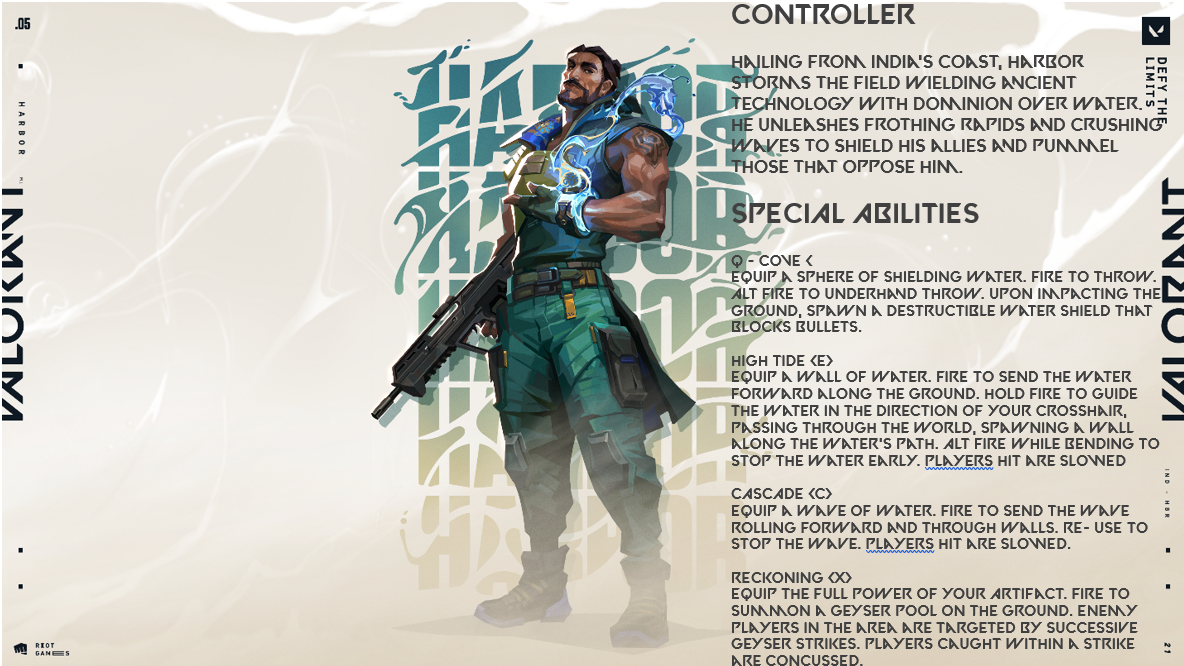 .05
HARBOR
VALORANT
RIOT
GAMES
HARBOR
HARBOR
HARBOR
HARBOR
HARBOR
CONTROLLER
HAILING FROM INDIA'S COAST, HARBOR
STORMS THE FIELD WIELDING ANCIENT
TECHNOLOGY WITH DOMINION OVER WATER.
HE UNLEASHES FROTHING RAPIDS AND CRUSHING
WAVES TO SHIELD HIS ALLIES AND PUMMEL
THOSE THAT OPPOSE HIM.
SPECIAL ABILITIES
Q - COVE <
EQUIP A SPHERE OF SHIELDING WATER. FIRE TO THROW.
ALT FIRE TO UNDERHAND THROW. UPON IMPACTING THE
GROUND, SPAWN A DESTRUCTIBLE WATER SHIELD THAT
BLOCKS BULLETS.
HIGH TIDE <E>
EQUIP A WALL OF WATER. FIRE TO SEND THE WATER
FORWARD ALONG THE GROUND. HOLD FIRE TO GUIDE
THE WATER IN THE DIRECTION OF YOUR CROSSHAIR,
PASSING THROUGH THE WORLD, SPAWNING A WALL
ALONG THE WATER'S PATH. ALT FIRE WHILE BENDING TO
STOP THE WATER EARLY. PLAYERS HIT ARE SLOWED
CASCADE <C>
EQUIP A WAVE OF WATER. FIRE TO SEND THE WAVE
ROLLING FORWARD AND THROUGH WALLS. RE- USE TO
STOP THE WAVE. PLAYERS HIT ARE SLOWED.
RECKONING <X>
EQUIP THE FULL POWER OF YOUR ARTIFACT. FIRE TO
SUMMON A GEYSER POOL ON THE GROUND. ENEMY
PLAYERS IN THE AREA ARE TARGETED BY SUCCESSIVE
GEYSER STRIKES. PLAYERS CAUGHT WITHIN A STRIKE
ARE CONCUSSED.
DEFY THE
LIMITS
VALORANT
IND - HBR
21